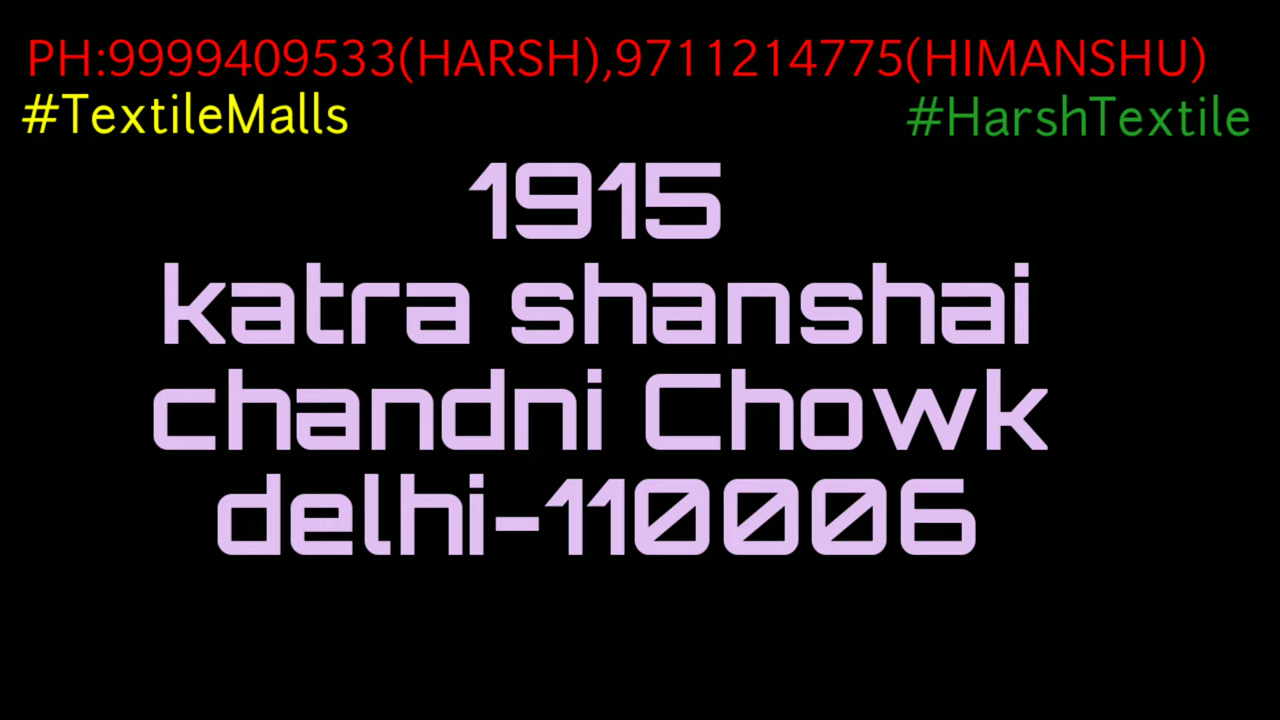 PH:9999409533(HARSH),9711214775(HIMANSHU)
#TextileMalls #HarshTextile
1915
katra shanshai
chandni Chowk
delhi-110006